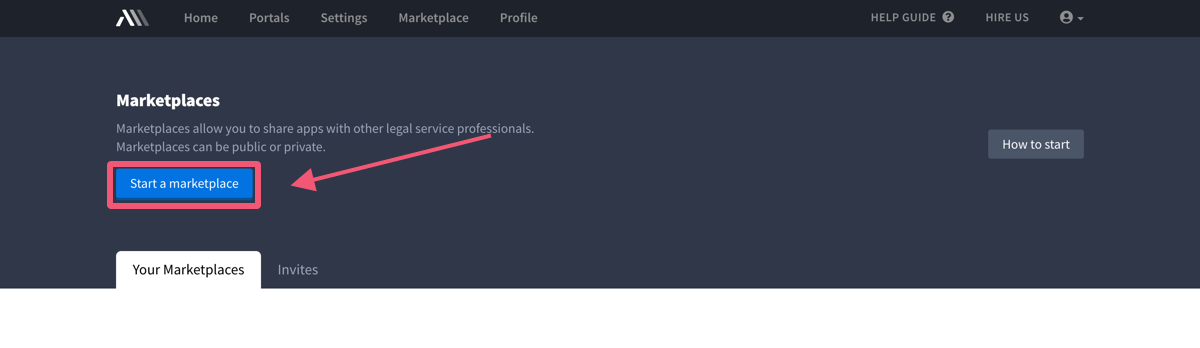 Home Portals Settings Marketplace Profile HELP GUIDE ? HIRE US
Marketplaces
Marketplaces allow you to share apps with other legal service professionals.
Marketplaces can be public or private.
How to start
Start a marketplace
Your Marketplaces Invites